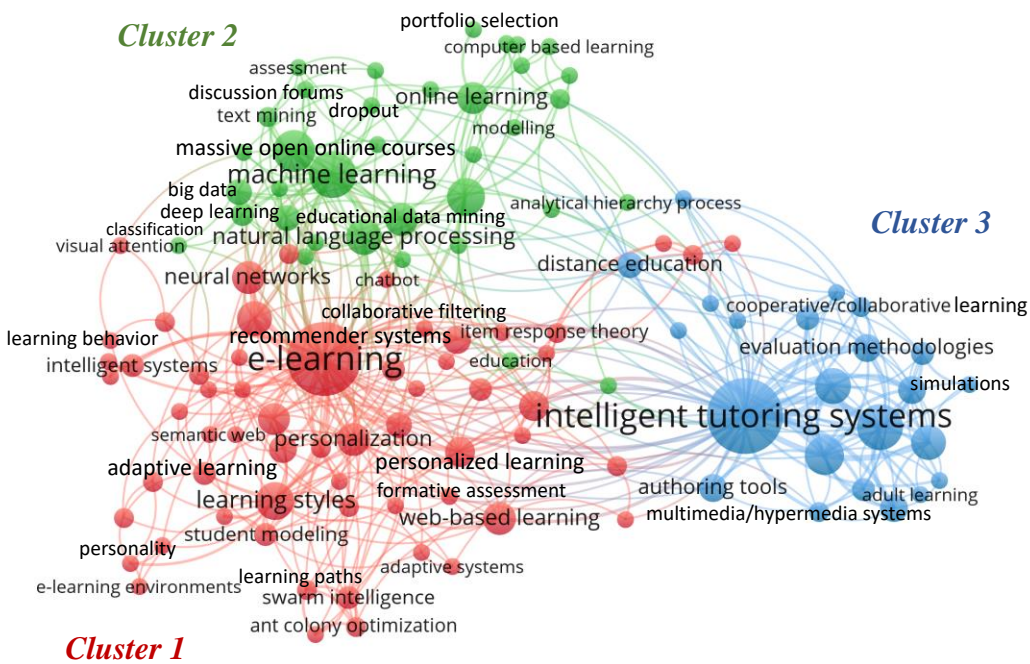 portfolio selection
Cluster 2
computer based learning
assessment
discussion forums
online learning
text mining
dropout
modelling
massive open online courses
machine learning
big data
analytical hierarchy process
deep learning
educational data mining
Cluster 3
classification
natural language processing
visual attention
distance education
neural networks
chatbot
cooperative/collaborative learning
collaborative filtering
learning behavior
recommender systems
item response theory
evaluation methodologies
e-learning
education
intelligent systems
simulations
intelligent tutoring systems
semantic web
personalization
adaptive learning
personalized learning
formative assessment
authoring tools
adult learning
learning styles
web-based learning
multimedia/hypermedia systems
student modeling
personality
adaptive systems
learning paths
e-learning environments
swarm intelligence
ant colony optimization
Cluster 1